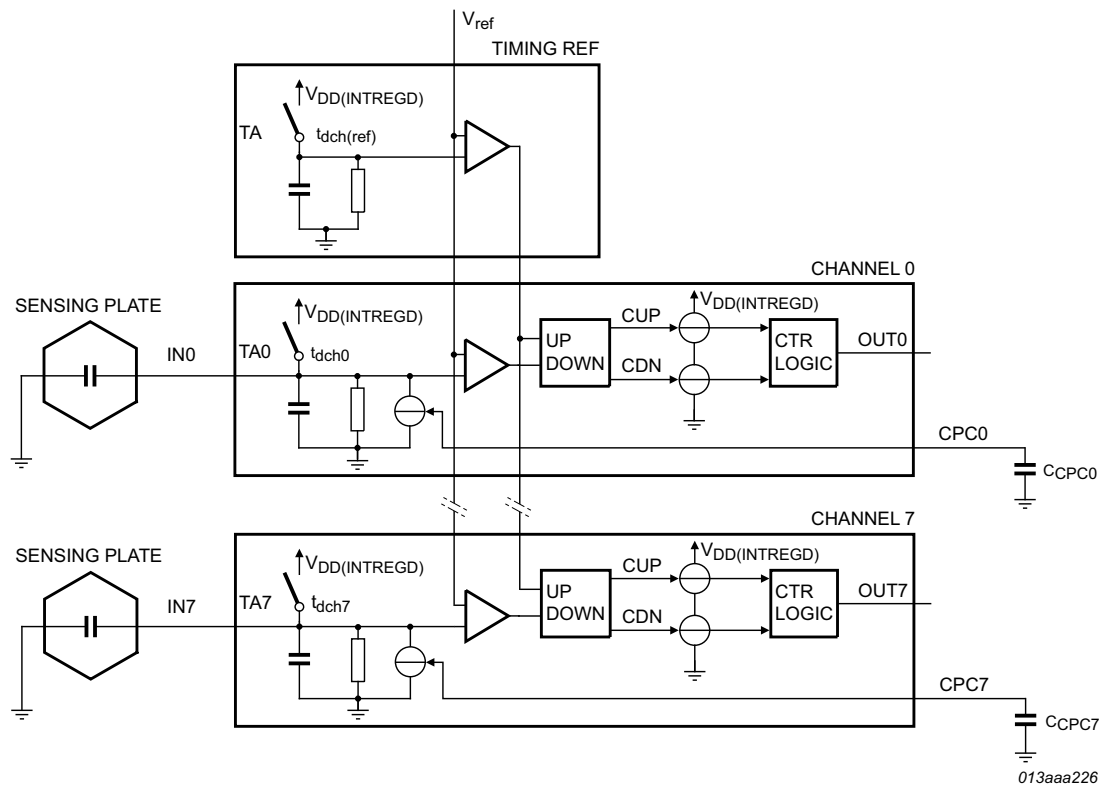 Vref
TIMING REF
VDD(INTREGD)
TA
tdch(ref)
CHANNEL 0
SENSING PLATE
VDD(INTREGD)
VDD(INTREGD)
IN0
TA0
tdch0
UP
DOWN
CUP
CDN
CTR
LOGIC
OUT0
CPC0
CCPC0
CHANNEL 7
SENSING PLATE
VDD(INTREGD)
VDD(INTREGD)
IN7
TA7
tdch7
UP
DOWN
CUP
CDN
CTR
LOGIC
OUT7
CPC7
CCPC7
013aaa226